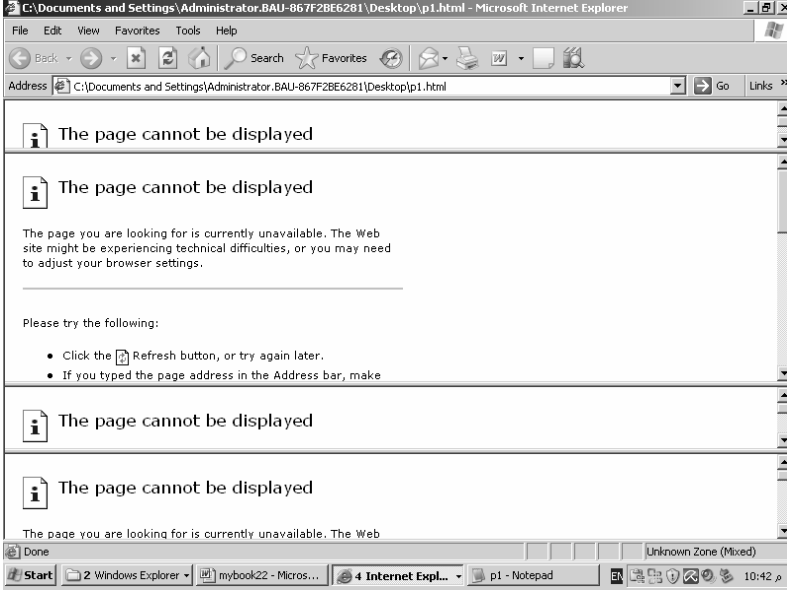 C:\Documents and Settings\Administrator.BAU-867F2BE6281\Desktop\p1.html - Microsoft Internet Explorer
File Edit View Favorites Tools Help
Back Search Favorites
Address C:\Documents and Settings\Administrator.BAU-867F2BE6281\Desktop\p1.html Go Links »
The page cannot be displayed
The page cannot be displayed
The page you are looking for is currently unavailable. The Web
site might be experiencing technical difficulties, or you may need
to adjust your browser settings.
Please try the following:
• Click the Refresh button, or try again later.
• If you typed the page address in the Address bar, make
The page cannot be displayed
The page cannot be displayed
The page you are looking for is currently unavailable. The Web
Done Unknown Zone (Mixed)
Start 2 Windows Explorer mybook22 - Micros... 4 Internet Expl... p1 - Notepad EN 10:42 م